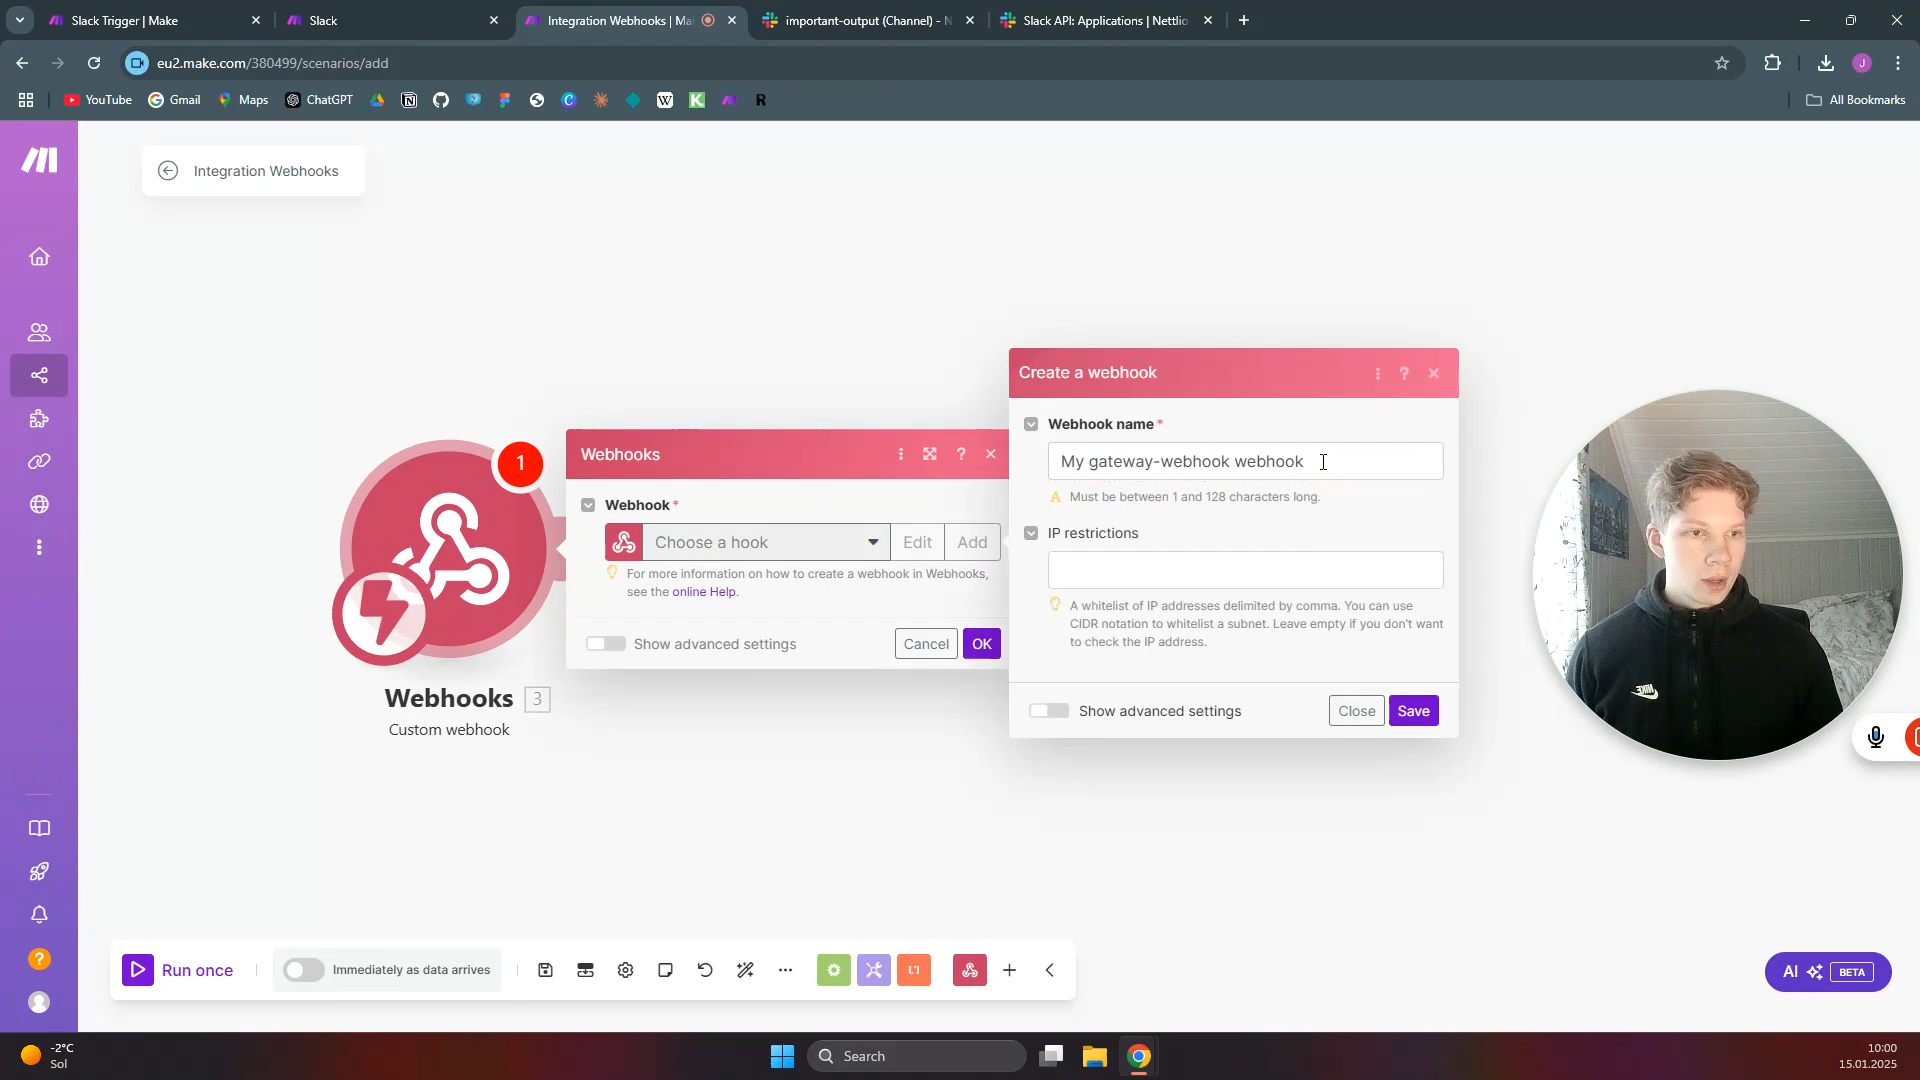 Slack Trigger | Make
Slack
Integration Webhooks | Ma
important-output (Channel) - N
Slack API: Applications | Nettlio
eu2.make.com/380499/scenarios/add
J
YouTube
Gmail
Maps
ChatGPT
All Bookmarks
Integration Webhooks
Create a webhook
Webhook name *
My gateway-webhook webhook
Must be between 1 and 128 characters long.
IP restrictions
A whitelist of IP addresses delimited by comma. You can use
CIDR notation to whitelist a subnet. Leave empty if you don't want
to check the IP address.
Show advanced settings
Close
Save
Webhooks
Webhook *
Choose a hook
Edit
Add
For more information on how to create a webhook in Webhooks,
see the online Help.
Show advanced settings
Cancel
OK
1
Webhooks 3
Custom webhook
Run once
Immediately as data arrives
AI BETA
-2°C
Sol
Search
10:00
15.01.2025